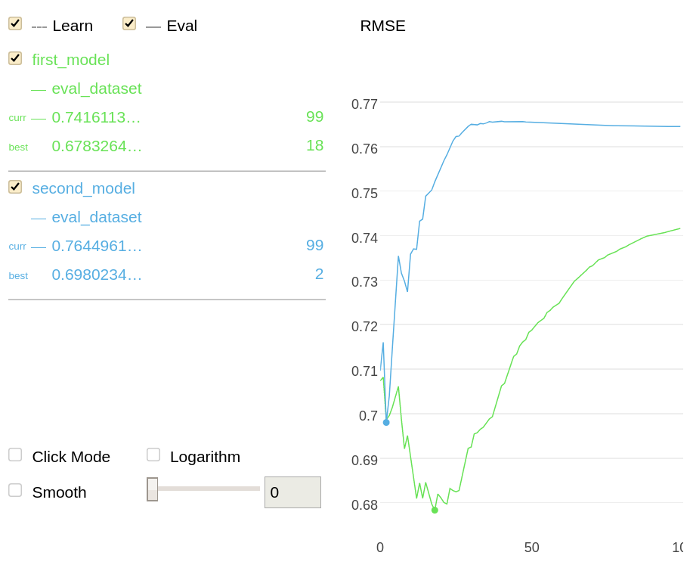 --- Learn — Eval
first_model
— eval_dataset
curr — 0.7416113… 99
best 0.6783264… 18
second_model
— eval_dataset
curr — 0.7644961… 99
best 0.6980234… 2
Click Mode Logarithm
Smooth 0
RMSE
0.77
0.76
0.75
0.74
0.73
0.72
0.71
0.7
0.69
0.68
0 50 10